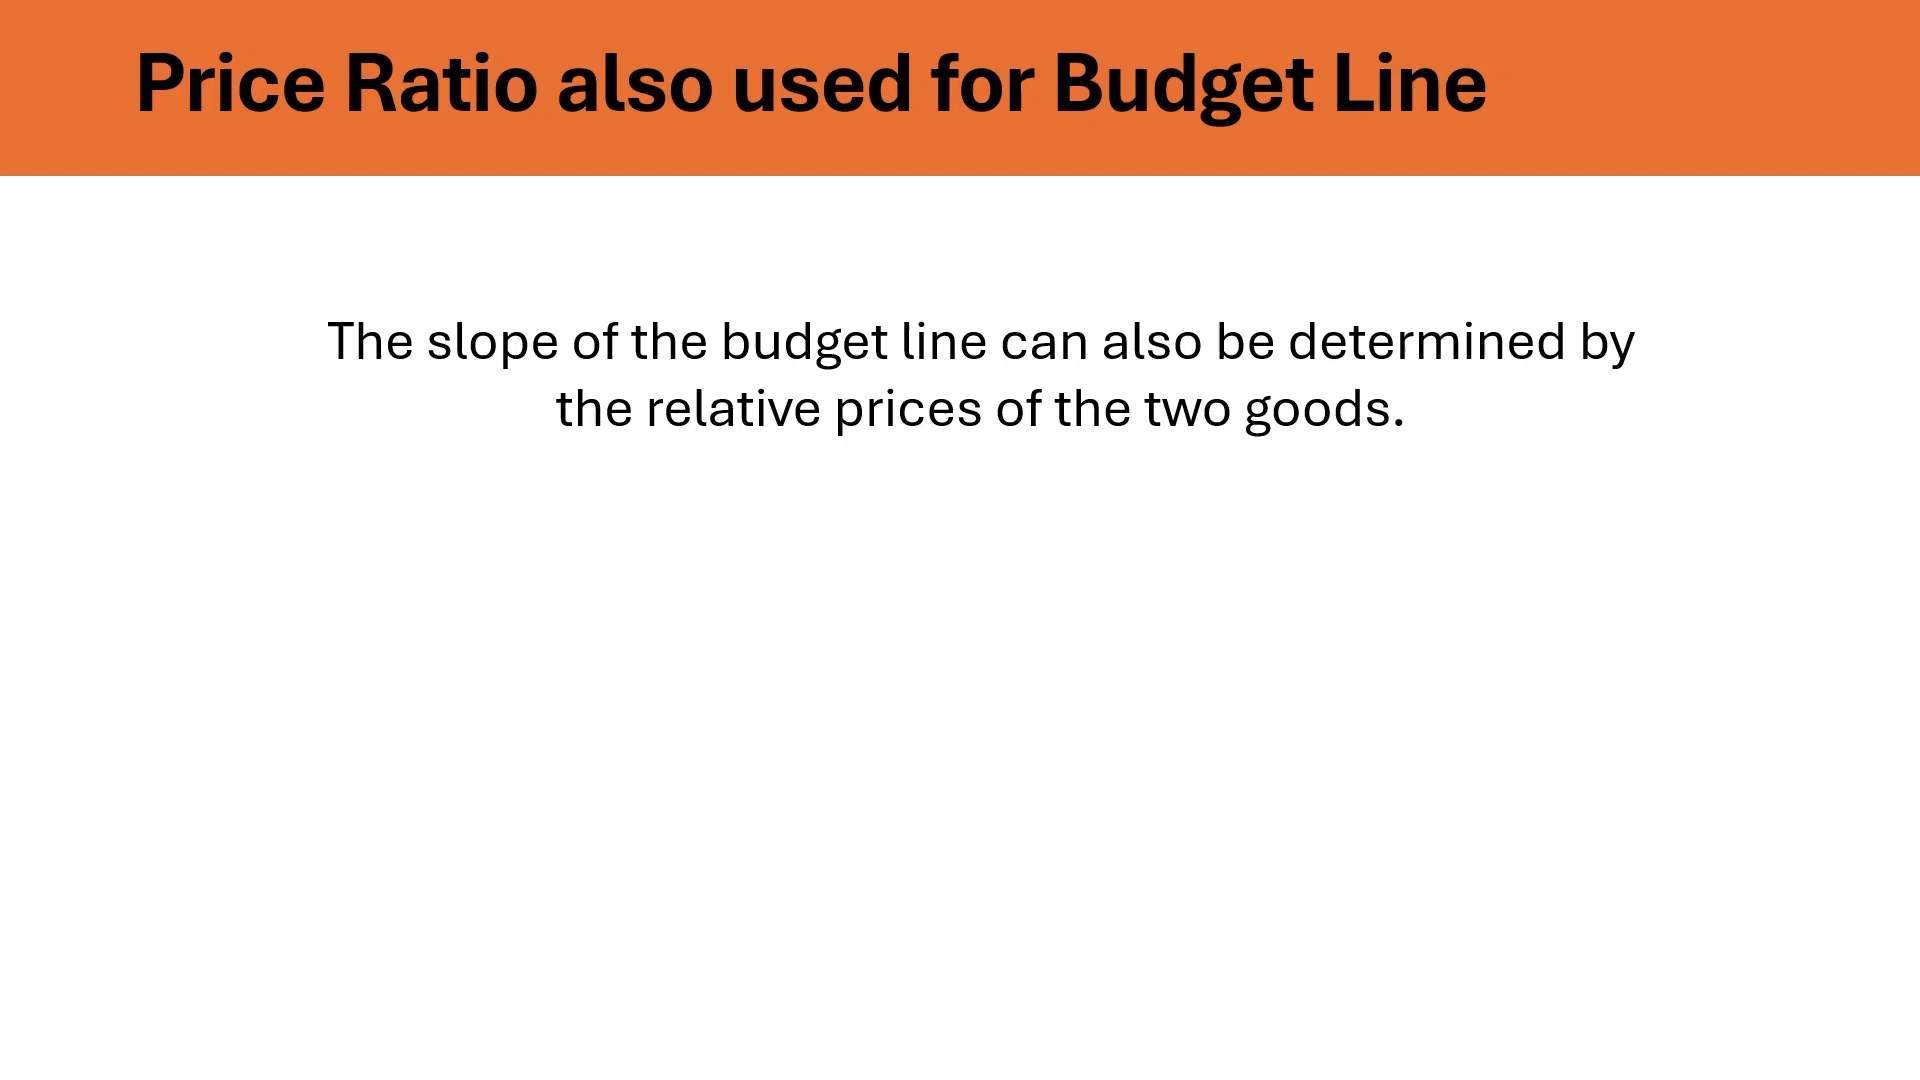 Price Ratio also used for Budget Line
The slope of the budget line can also be determined by
the relative prices of the two goods.